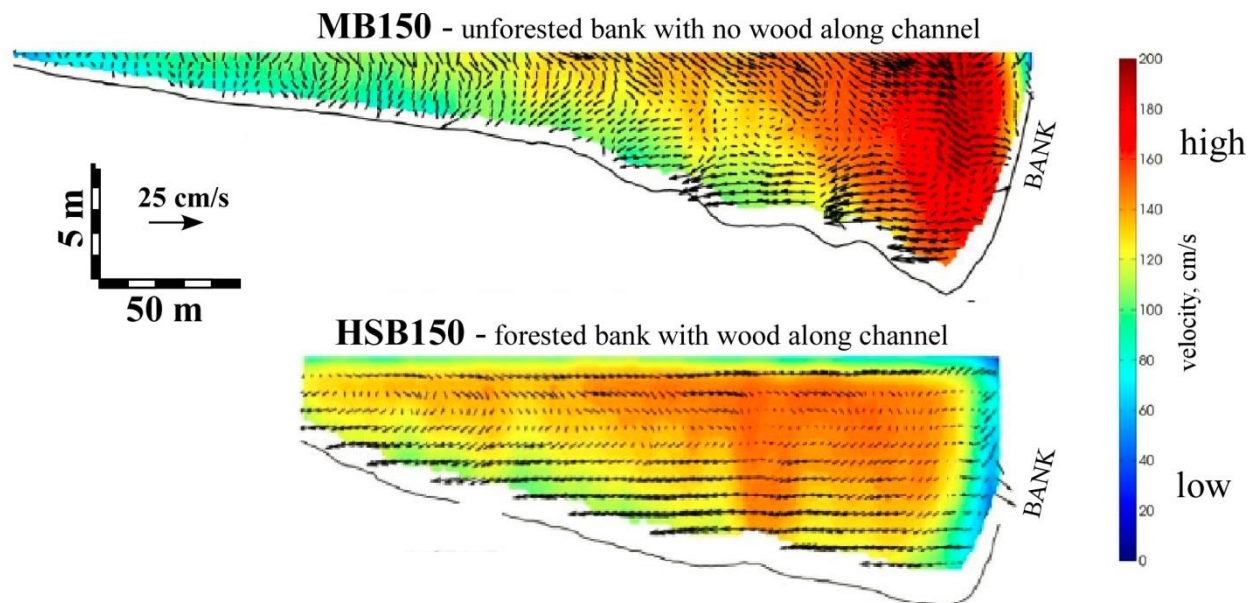 MB150 - unforested bank with no wood along channel
BANK
25 cm/s
5 m
50 m
HSB150 - forested bank with wood along channel
BANK
200
180
160
140
120
100
80
60
40
20
0
velocity, cm/s
high
low